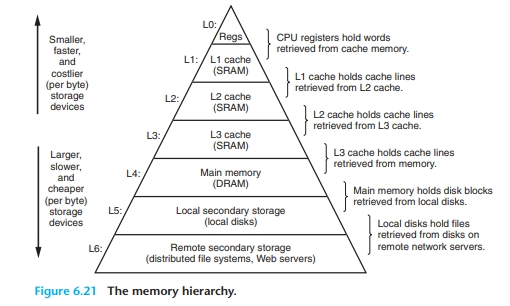 Smaller,
faster,
and
costlier
(per byte)
storage
devices
Larger,
slower,
and
cheaper
(per byte)
storage
devices
L0:
Regs
CPU registers hold words
retrieved from cache memory.
L1:
L1 cache
(SRAM)
L1 cache holds cache lines
retrieved from L2 cache.
L2:
L2 cache
(SRAM)
L2 cache holds cache lines
retrieved from L3 cache.
L3:
L3 cache
(SRAM)
L3 cache holds cache lines
retrieved from memory.
L4:
Main memory
(DRAM)
Main memory holds disk blocks
retrieved from local disks.
L5:
Local secondary storage
(local disks)
Local disks hold files
retrieved from disks on
remote network servers.
L6:
Remote secondary storage
(distributed file systems, Web servers)
Figure 6.21 The memory hierarchy.